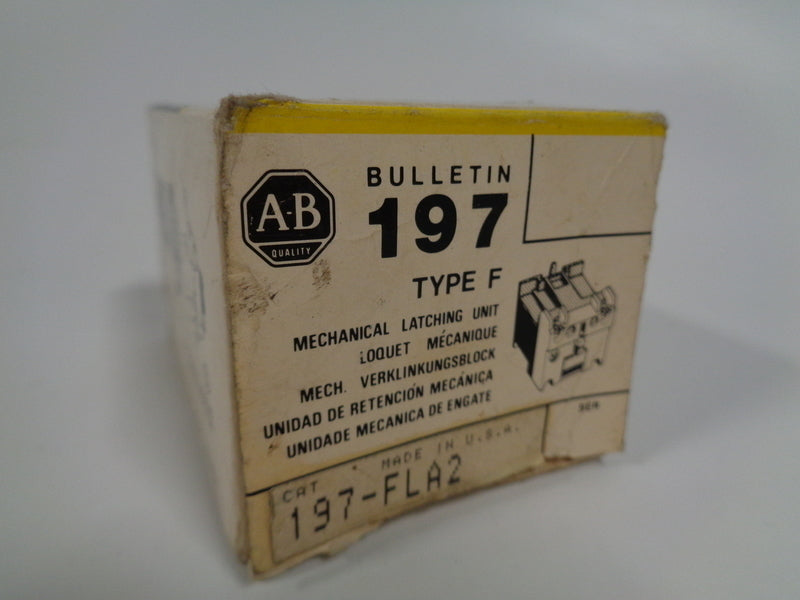 A-B
QUALITY
BULLETIN
197
TYPE F
MECHANICAL LATCHING UNIT
LOQUET MÉCANIQUE
MECH. VERKLINKUNGSBLOCK
UNIDAD DE RETENCIÓN MECÁNICA
UNIDADE MECANICA DE ENGATE
SER
MADE IN U.S.A.
CAT
197-FLA2